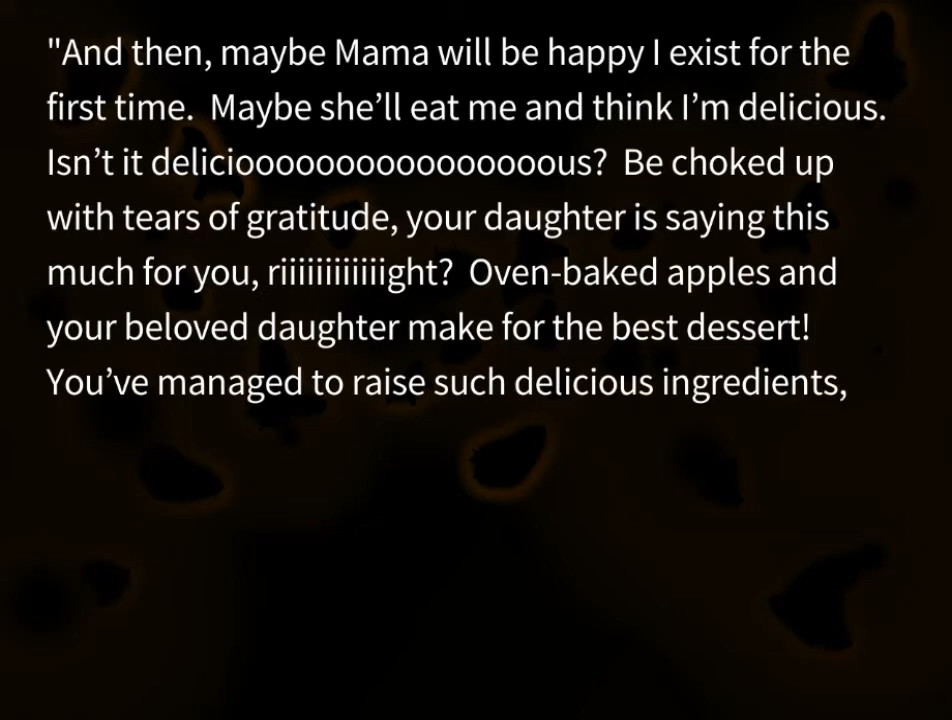 "And then, maybe Mama will be happy I exist for the
first time.  Maybe she’ll eat me and think I’m delicious.
Isn’t it delicioooooooooooooooooous?  Be choked up
with tears of gratitude, your daughter is saying this
much for you, riiiiiiiiiiiiight?  Oven-baked apples and
your beloved daughter make for the best dessert!
You’ve managed to raise such delicious ingredients,